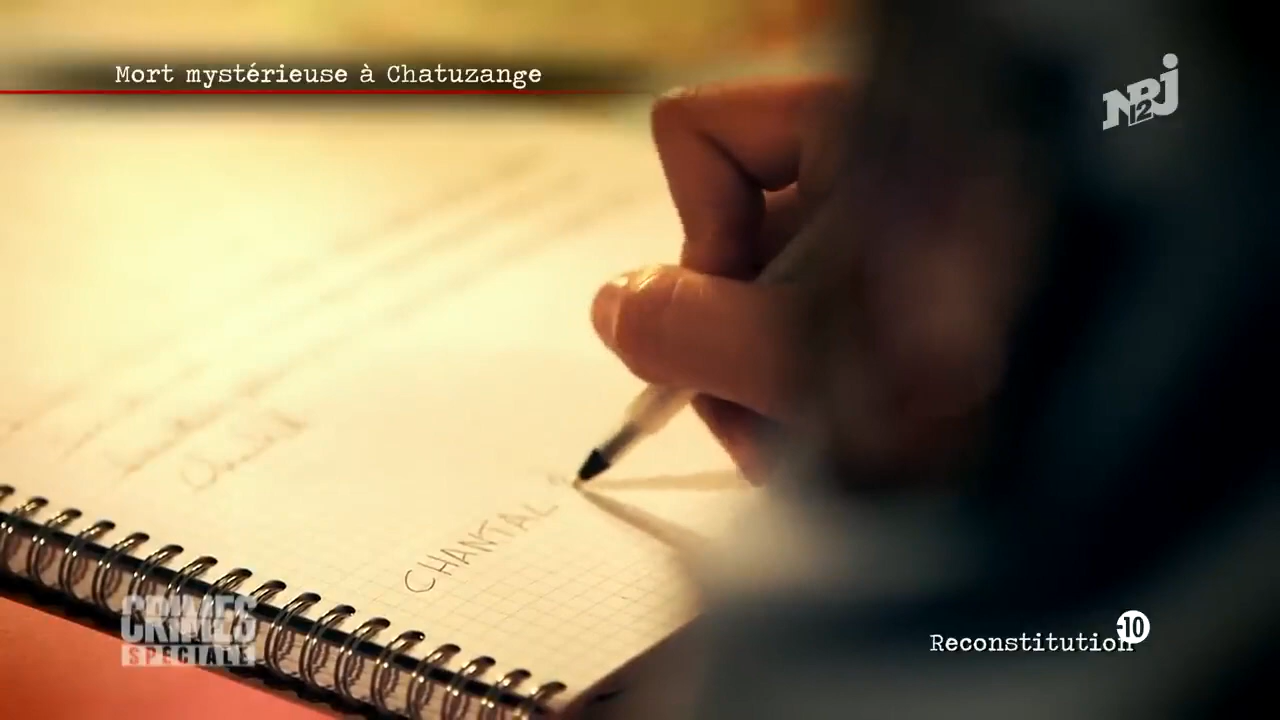 Mort mystérieuse à Chatuzange
NRJ
12
CHANTAL
CRIMES
SPECIALE
-10
Reconstitution